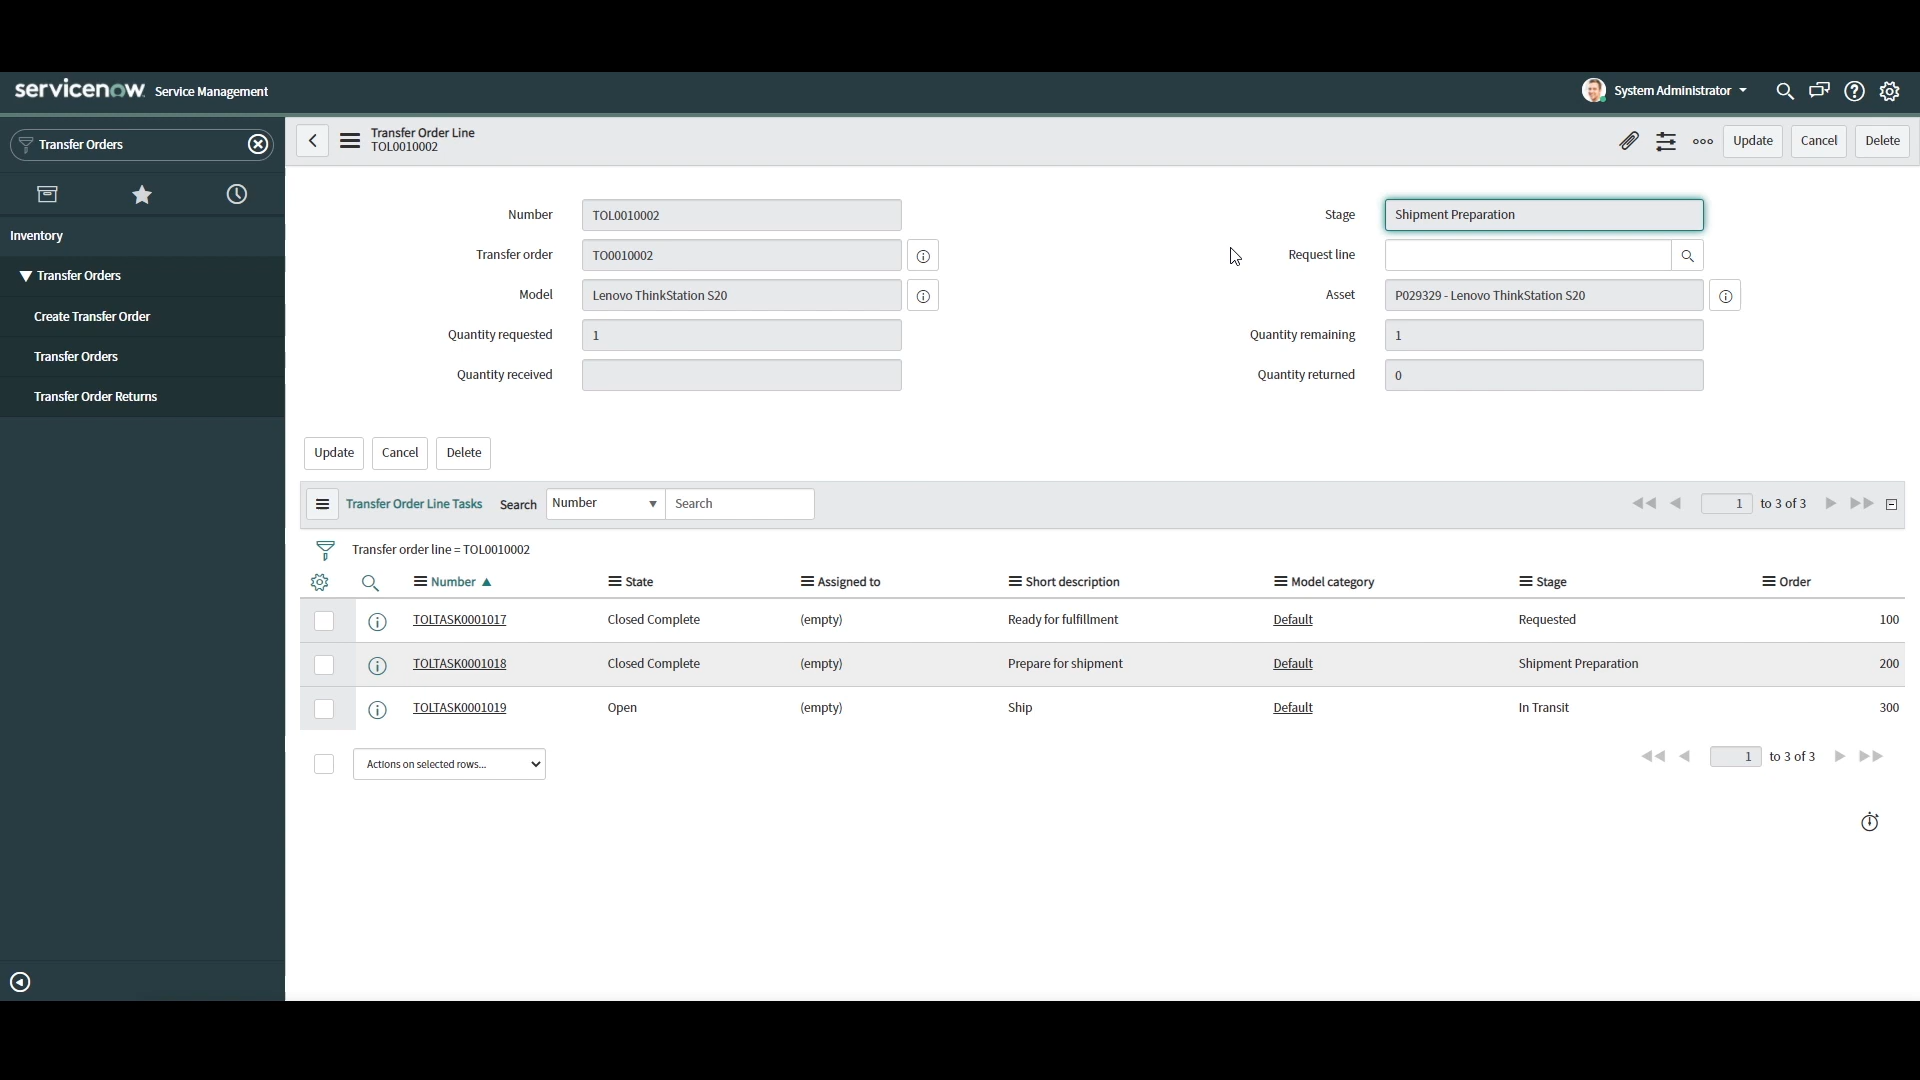 servicenow Service Management
System Administrator
Transfer Orders
Inventory
Transfer Orders
Create Transfer Order
Transfer Orders
Transfer Order Returns
Transfer Order Line
TOL0010002
Update Cancel Delete
Number TOL0010002
Transfer order TO0010002
Model Lenovo ThinkStation S20
Quantity requested 1
Quantity received
Stage Shipment Preparation
Request line
Asset P029329 - Lenovo ThinkStation S20
Quantity remaining 1
Quantity returned 0
Update Cancel Delete
Transfer Order Line Tasks Search Number Search 1 to 3 of 3
Transfer order line = TOL0010002
Number State Assigned to Short description Model category Stage Order
TOLTASK0001017 Closed Complete (empty) Ready for fulfillment Default Requested 100
TOLTASK0001018 Closed Complete (empty) Prepare for shipment Default Shipment Preparation 200
TOLTASK0001019 Open (empty) Ship Default In Transit 300
Actions on selected rows... 1 to 3 of 3